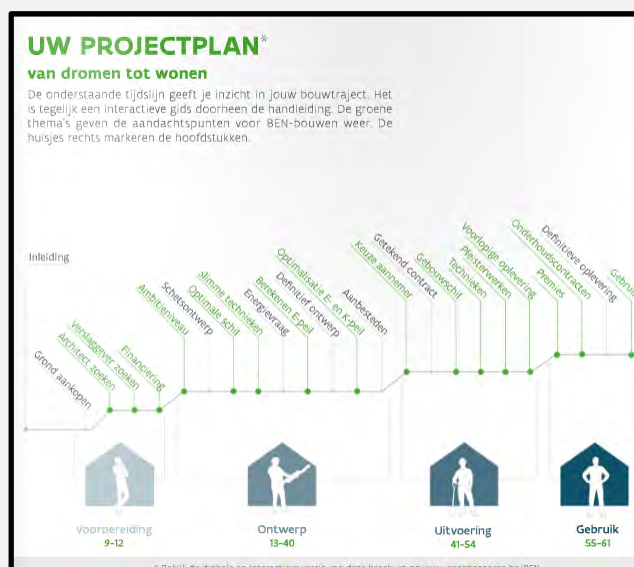 UW PROJECTPLAN*
van dromen tot wonen
De onderstaande tijdslijn geeft je inzicht in jouw bouwtraject. Het
is tegelijk een interactieve gids doorheen de handleiding. De groene
thema's geven de aandachtspunten voor BEN-bouwen weer. De
huisjes rechts markeren de hoofdstukken.
Inleiding
Grond aankopen
Architect zoeken
Verslaggever zoeken
Financiering
Ambitieniveau
Schetsontwerp
Optimale schil
slimme technieken
Berekenen E-peil
Energievraag
Optimalisatie E- en K-peil
Definitief ontwerp
Aanbesteden
Keuze aannemer
Getekend contract
Gebouwschil
Technieken
Pleisterwerken
Voorlopige oplevering
Onderhoudscontracten
Premies
Definitieve oplevering
Gebrui
Voorbereiding
9-12
Ontwerp
13-40
Uitvoering
41-54
Gebruik
55-61